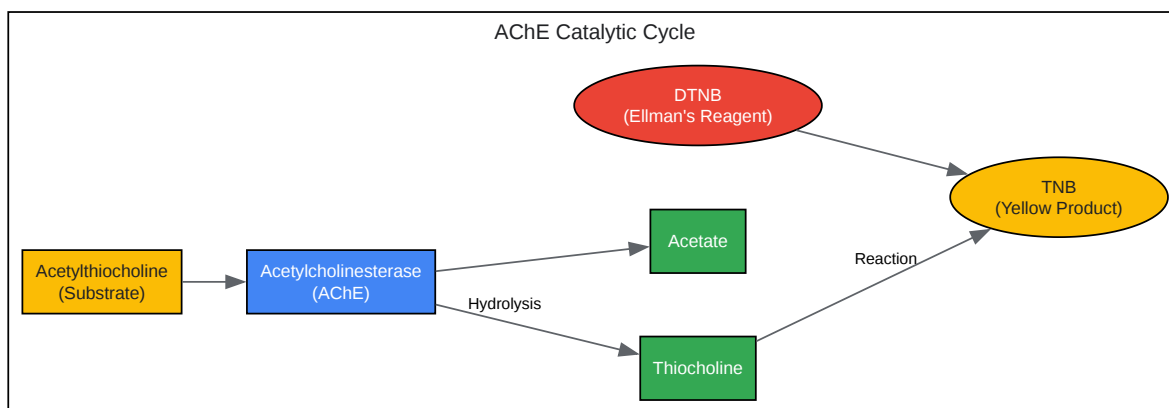 AChE Catalytic Cycle
DTNB
(Ellman's Reagent)
TNB
(Yellow Product)
Acetate
Reaction
Acetylthiocholine
(Substrate)
Acetylcholinesterase
(AChE)
Hydrolysis
Thiocholine